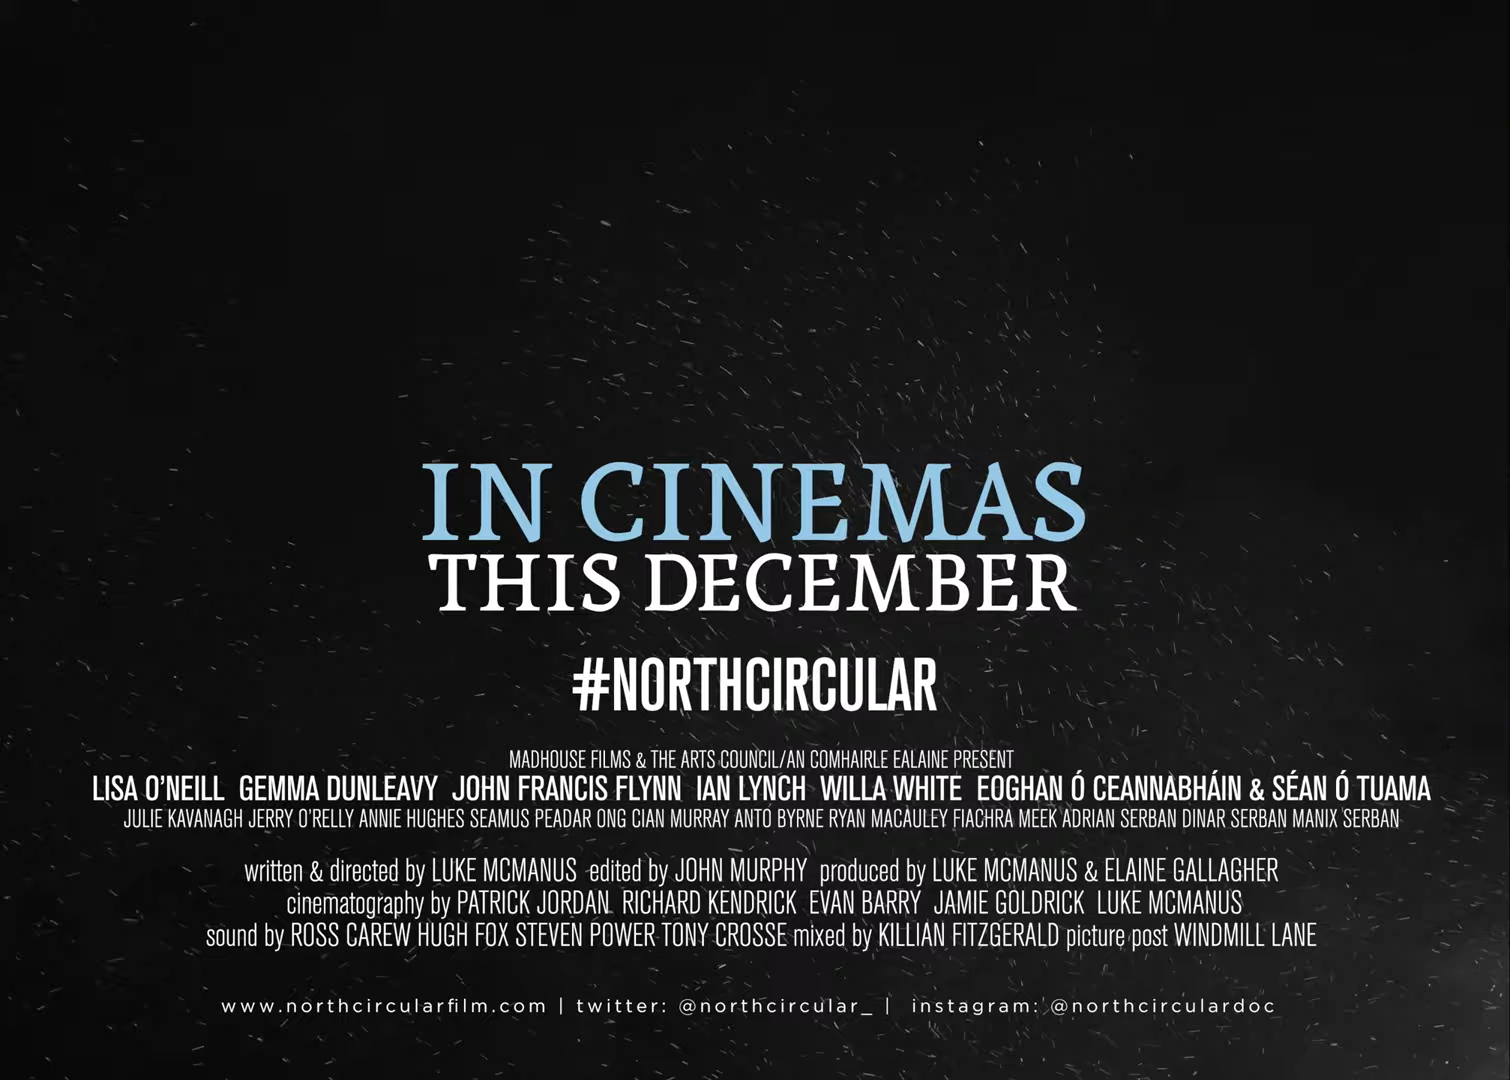 IN CINEMAS
THIS DECEMBER
#NORTHCIRCULAR
MADHOUSE FILMS & THE ARTS COUNCIL/AN COMHAIRLE EALAINE PRESENT
LISA O'NEILL GEMMA DUNLEAVY JOHN FRANCIS FLYNN IAN LYNCH WILLA WHITE EOGHAN Ó CEANNABHÁIN & SÉAN Ó TUAMA
JULIE KAVANAGH JERRY O'RELLY ANNIE HUGHES SEAMUS PEADAR ONG CIAN MURRAY ANTO BYRNE RYAN MACAULEY FIACHRA MEEK ADRIAN SERBAN DINAR SERBAN MANIX SERBAN
written & directed by LUKE MCMANUS edited by JOHN MURPHY produced by LUKE MCMANUS & ELAINE GALLAGHER
cinematography by PATRICK JORDAN RICHARD KENDRICK EVAN BARRY JAMIE GOLDRICK LUKE MCMANUS
sound by ROSS CAREW HUGH FOX STEVEN POWER TONY CROSSE mixed by KILLIAN FITZGERALD picture post WINDMILL LANE
www.northcircularfilm.com | twitter: @northcircular_ | instagram: @northcirculardoc